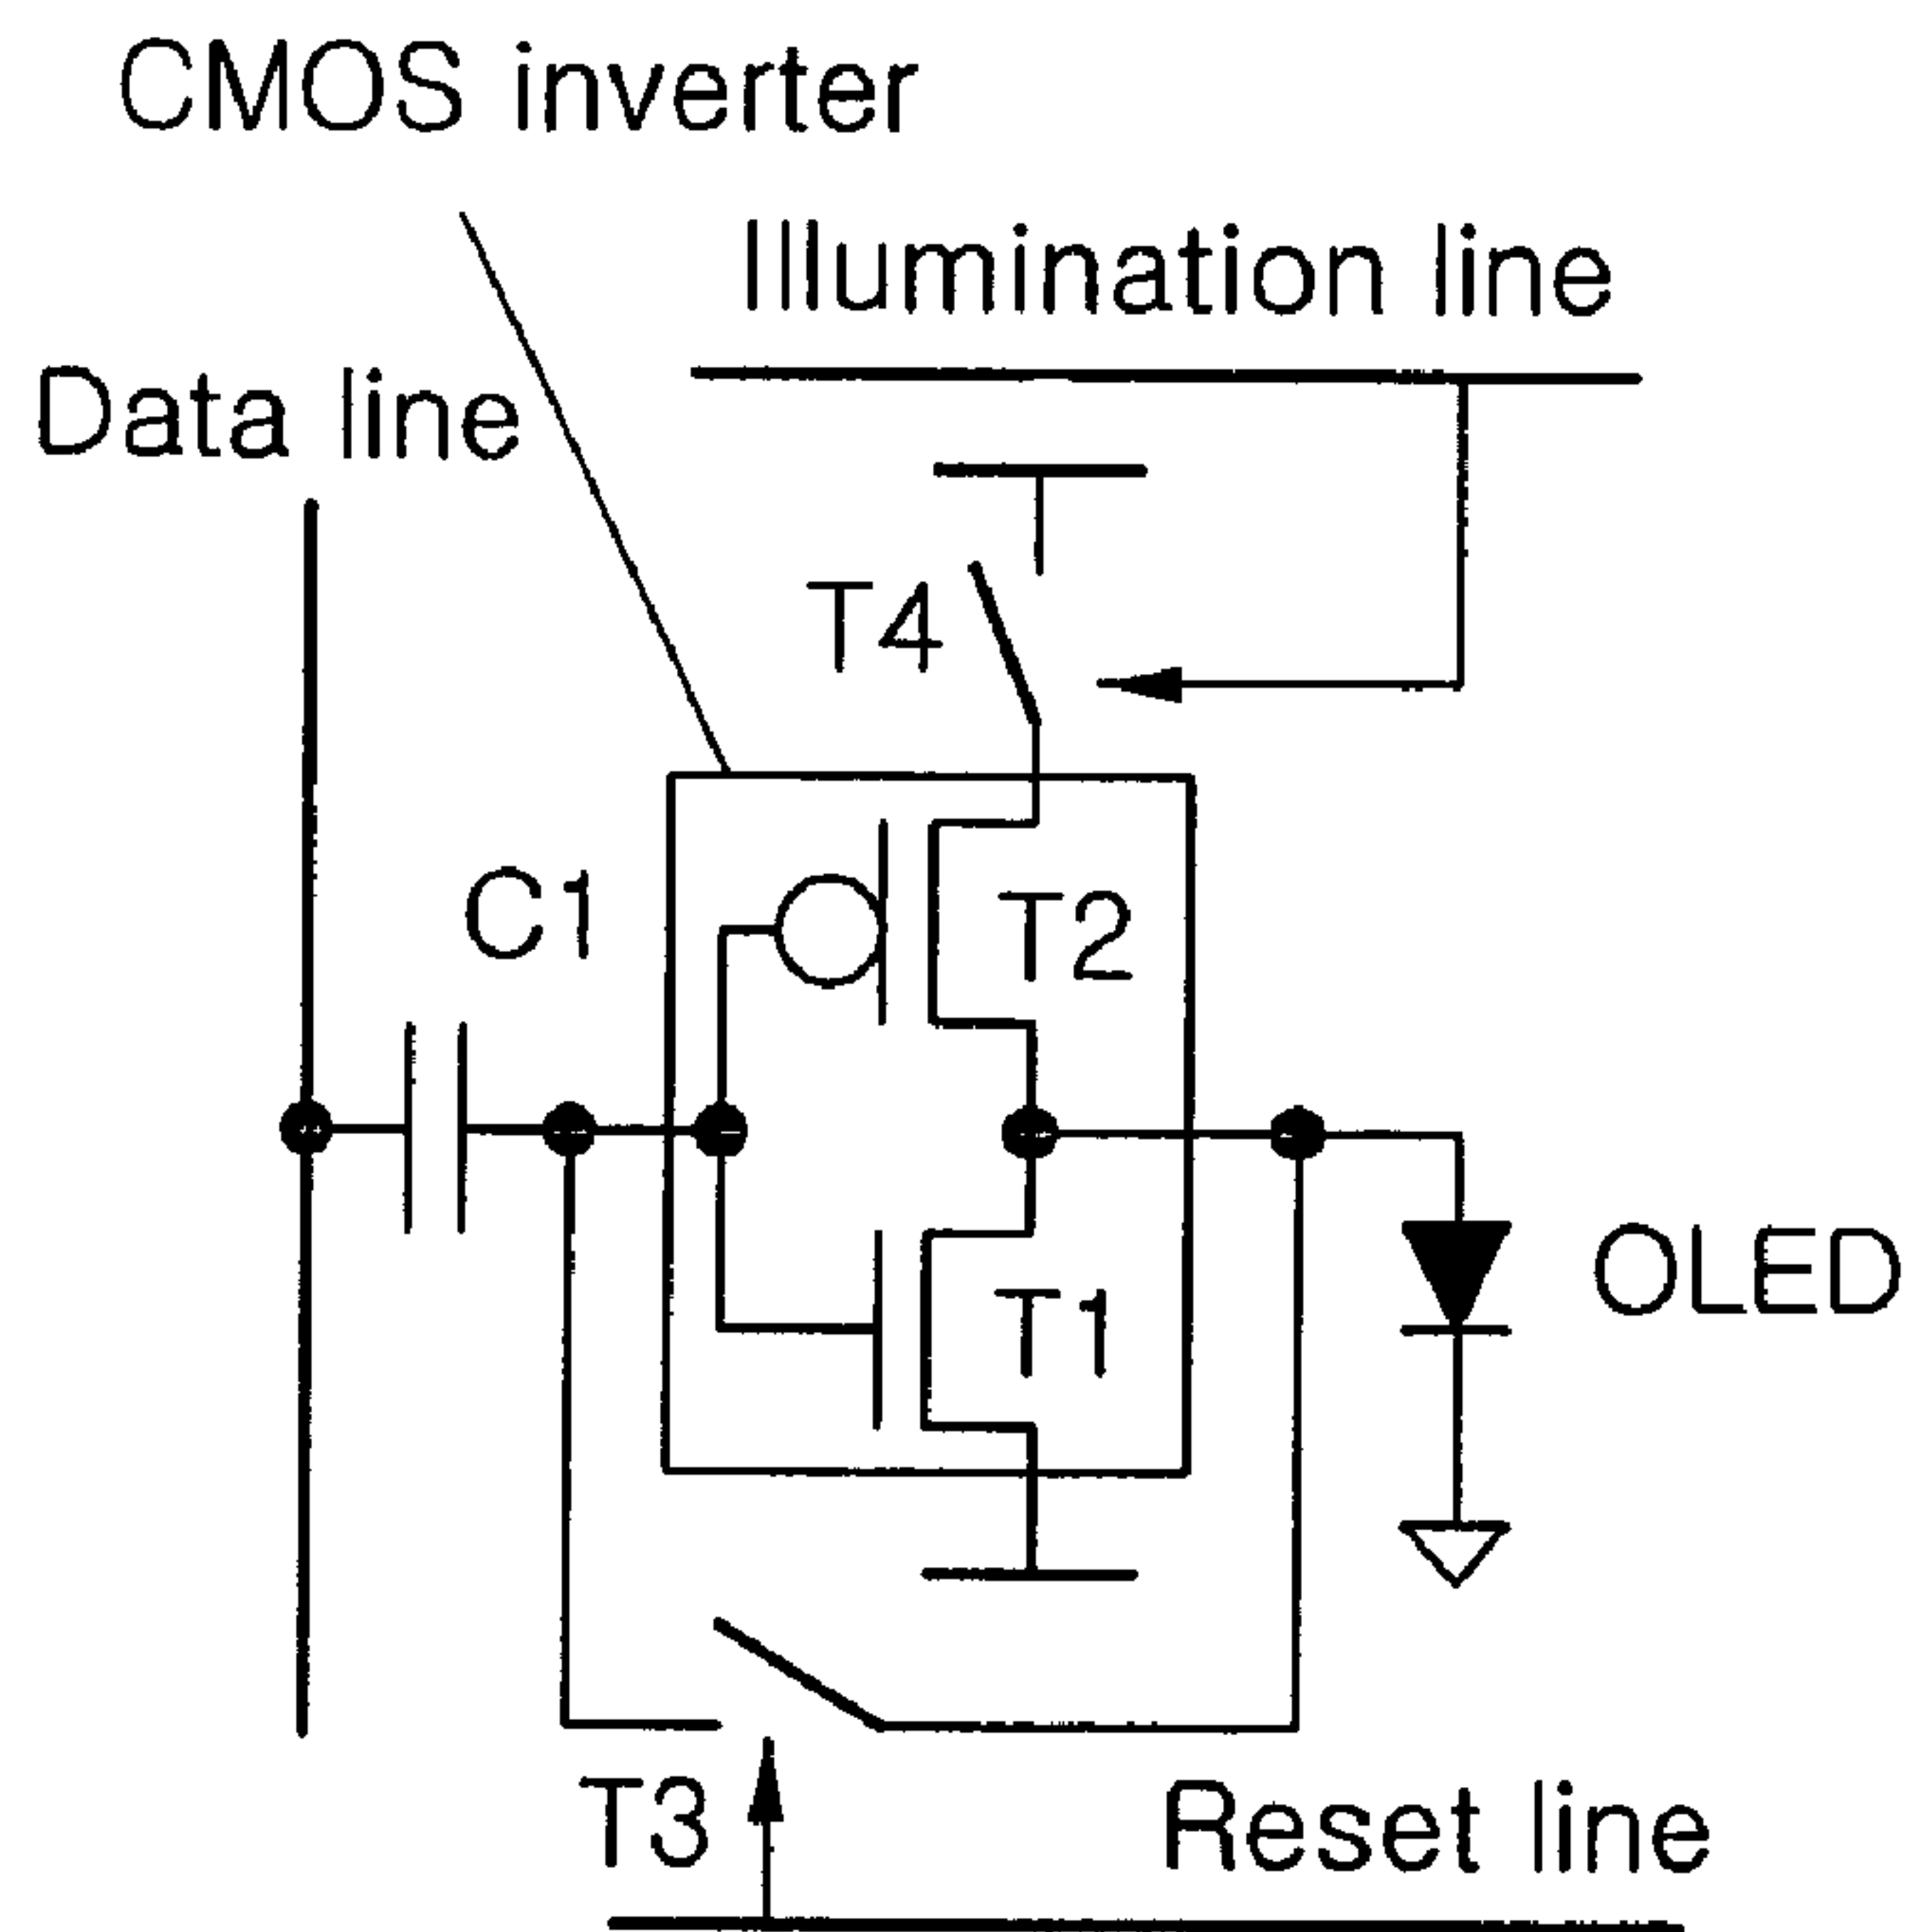 CMOS inverter
Illumination line
Data line
T4
C1
T2
OLED
T1
T3
Reset line